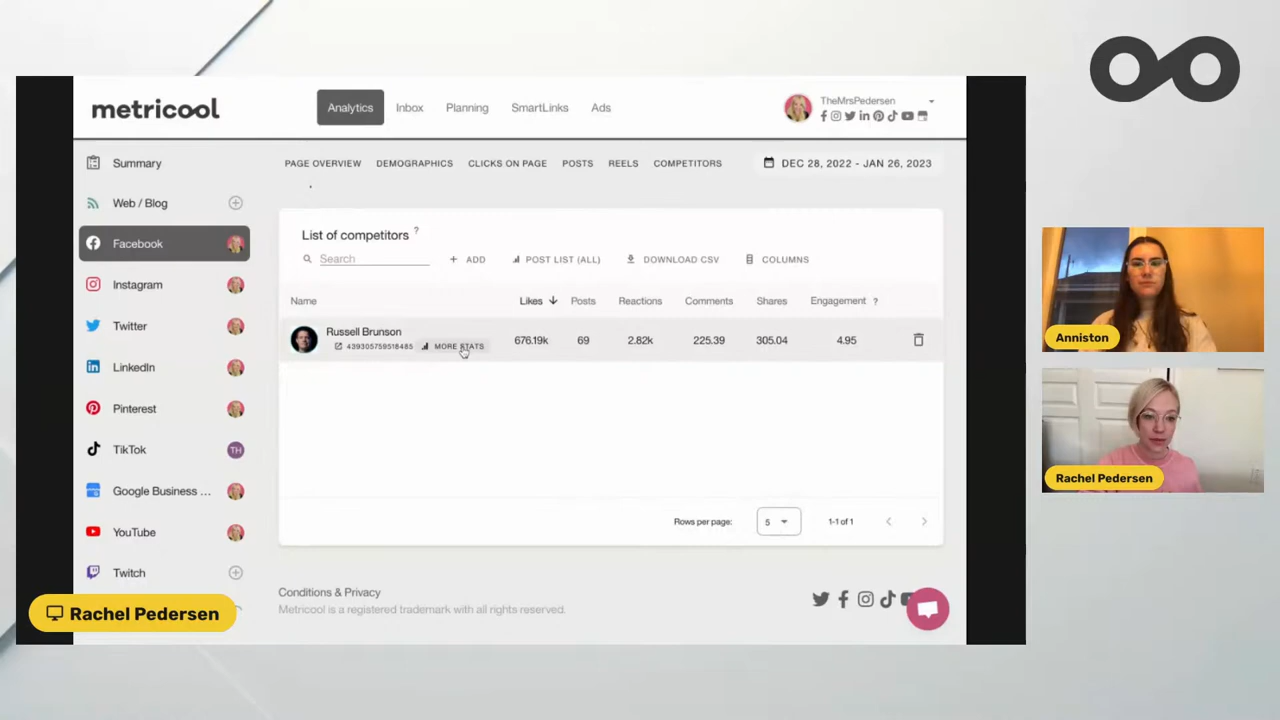 metricool
Analytics
Inbox
Planning
SmartLinks
Ads
TheMrsPedersen
Summary
Web / Blog
Facebook
Instagram
Twitter
LinkedIn
Pinterest
TikTok
TH
Google Business ...
YouTube
Twitch
PAGE OVERVIEW
DEMOGRAPHICS
CLICKS ON PAGE
POSTS
REELS
COMPETITORS
DEC 28, 2022 - JAN 26, 2023
List of competitors ?
Search
+ ADD
POST LIST (ALL)
DOWNLOAD CSV
COLUMNS
Name Likes Posts Reactions Comments Shares Engagement ?
Russell Brunson
439305759518485 MORE STATS
676.19k 69 2.82k 225.39 305.04 4.95
Rows per page: 5 1-1 of 1
Conditions & Privacy
Metricool is a registered trademark with all rights reserved.
Rachel Pedersen
Anniston
Rachel Pedersen